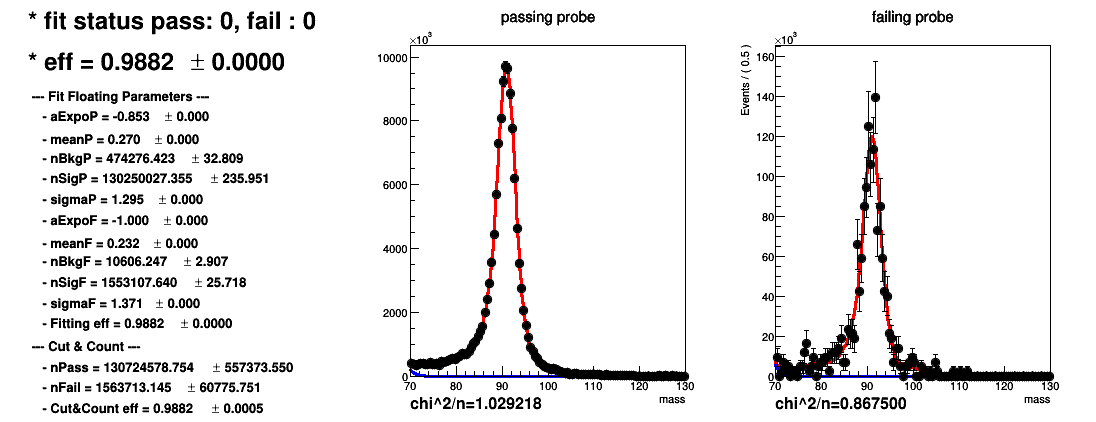 * fit status pass: 0, fail : 0
* eff = 0.9882 ± 0.0000
--- Fit Floating Parameters ---
- aExpoP = -0.853 ± 0.000
- meanP = 0.270 ± 0.000
- nBkgP = 474276.423 ± 32.809
- nSigP = 130250027.355 ± 235.951
- sigmaP = 1.295 ± 0.000
- aExpoF = -1.000 ± 0.000
- meanF = 0.232 ± 0.000
- nBkgF = 10606.247 ± 2.907
- nSigF = 1553107.640 ± 25.718
- sigmaF = 1.371 ± 0.000
- Fitting eff = 0.9882 ± 0.0000
--- Cut & Count ---
- nPass = 130724578.754 ± 557373.550
- nFail = 1563713.145 ± 60775.751
- Cut&Count eff = 0.9882 ± 0.0005
passing probe
×10³
10000
8000
6000
4000
2000
0
70 80 90 100 110 120 130
mass
chi^2/n=1.029218
failing probe
×10³
Events / ( 0.5 )
160
140
120
100
80
60
40
20
0
70 80 90 100 110 120 130
mass
chi^2/n=0.867500